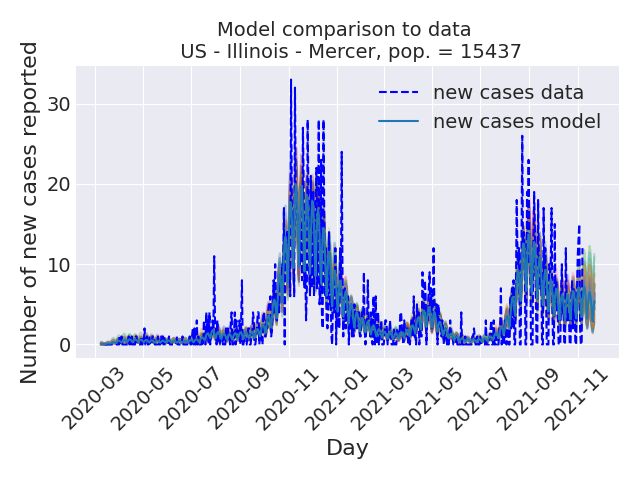 Model comparison to data
US - Illinois - Mercer, pop. = 15437
Number of new cases reported
30
20
10
0
new cases data
new cases model
2020-03
2020-05
2020-07
2020-09
2020-11
2021-01
2021-03
2021-05
2021-07
2021-09
2021-11
Day